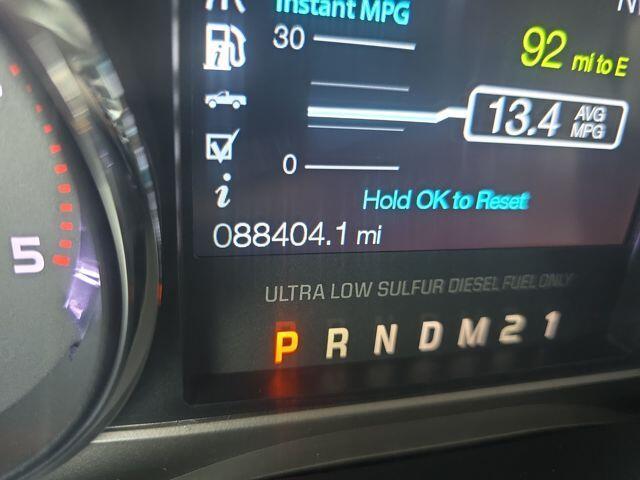 Instant MPG
30
92 mi to E
13.4 AVG MPG
0
Hold OK to Reset
i
088404.1 mi
5
ULTRA LOW SULFUR DIESEL FUEL ONLY
P R N D M 2 1